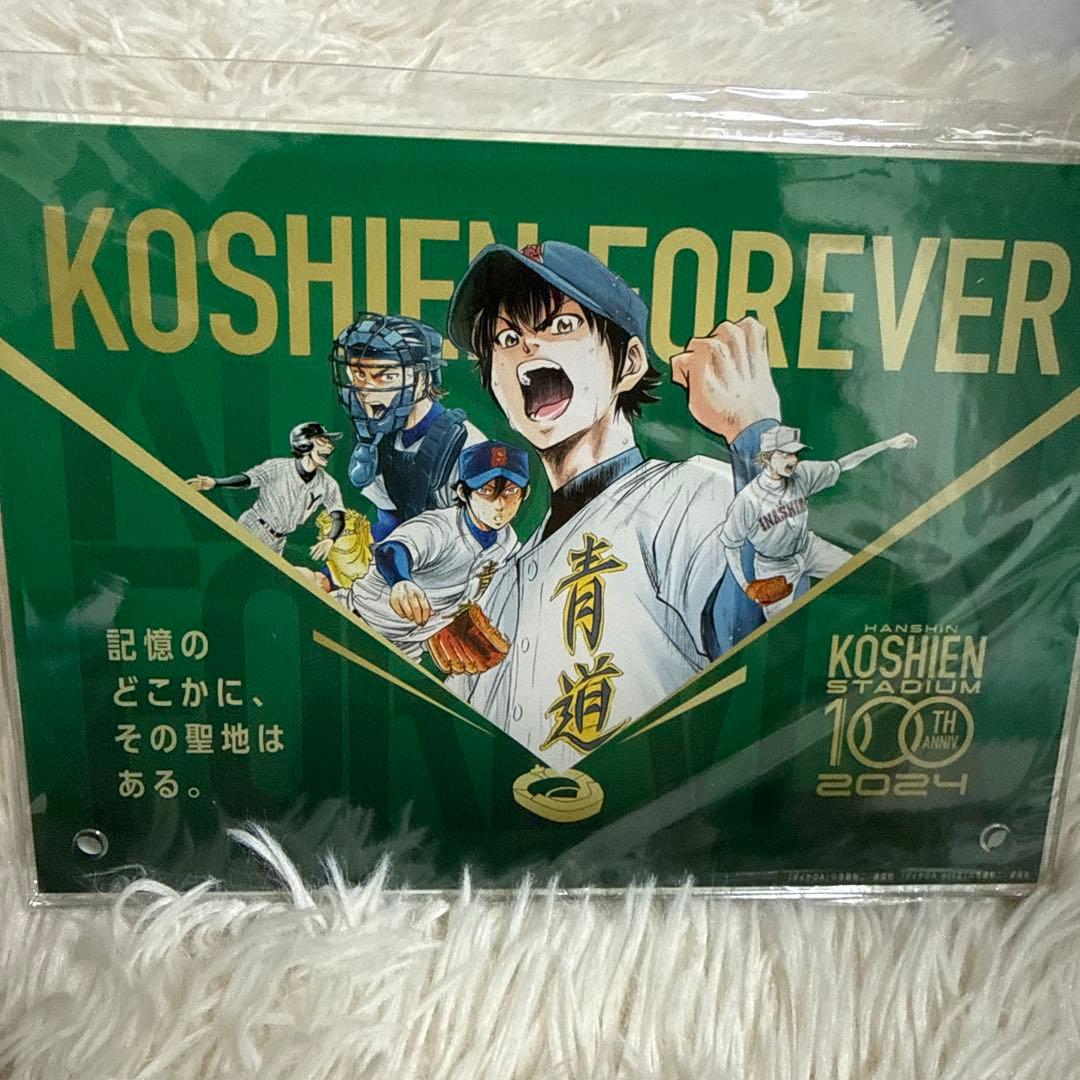 KOSHIEN FOREVER
S
Y
INASHIRO
青道
記憶の
どこかに、
その聖地は
ある。
HANSHIN
KOSHIEN
STADIUM
100TH
ANNIV.
2024